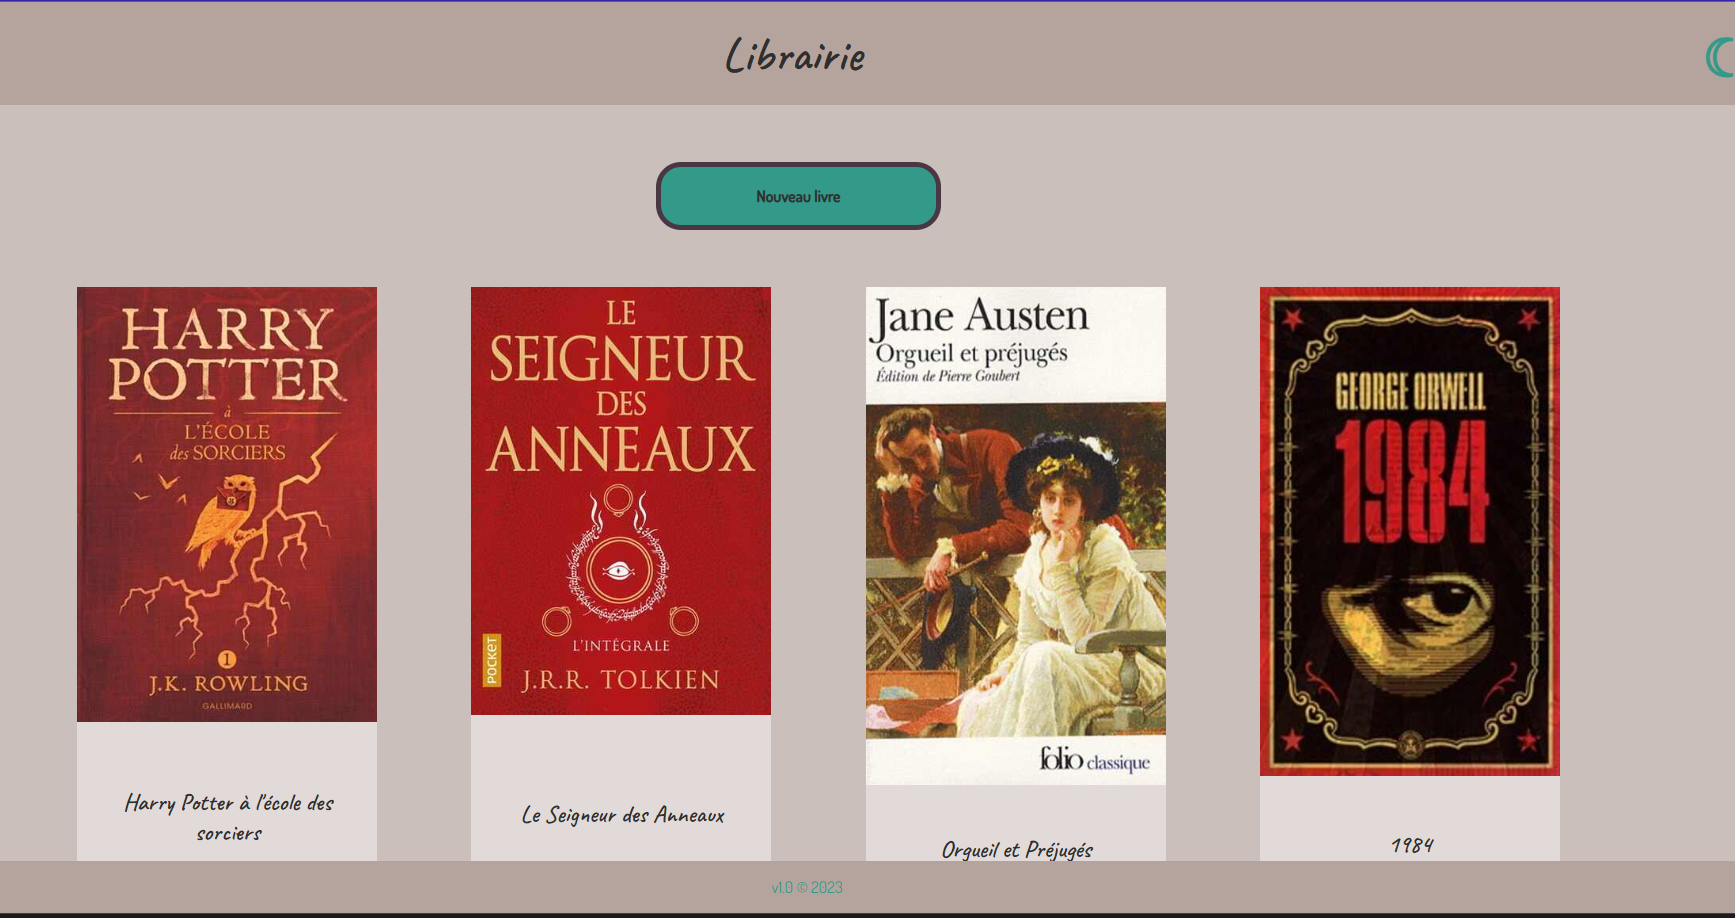 Librairie
Nouveau livre
HARRY
POTTER
à
L'ÉCOLE
des SORCIERS
1
J.K. ROWLING
GALLIMARD
Harry Potter à l'école des
sorciers
LE
SEIGNEUR
DES
ANNEAUX
L'INTÉGRALE
POCKET
J.R.R. TOLKIEN
Le Seigneur des Anneaux
Jane Austen
Orgueil et préjugés
Édition de Pierre Goubert
folio classique
Orgueil et Préjugés
GEORGE ORWELL
1984
1984
v1.0 © 2023